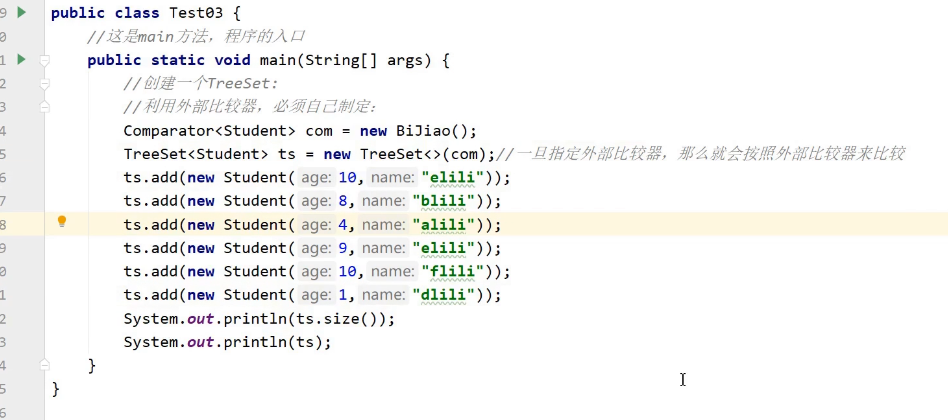 9 public class Test03 {
0 //这是main方法，程序的入口
1 public static void main(String[] args) {
2 //创建一个TreeSet:
3 //利用外部比较器，必须自己制定：
4 Comparator<Student> com = new BiJiao();
5 TreeSet<Student> ts = new TreeSet<>(com);//一旦指定外部比较器，那么就会按照外部比较器来比较
6 ts.add(new Student( age: 10, name: "elili"));
7 ts.add(new Student( age: 8, name: "blili"));
8 ts.add(new Student( age: 4, name: "alili"));
9 ts.add(new Student( age: 9, name: "elili"));
0 ts.add(new Student( age: 10, name: "flili"));
1 ts.add(new Student( age: 1, name: "dlili"));
2 System.out.println(ts.size());
3 System.out.println(ts);
4 }
5 }
6